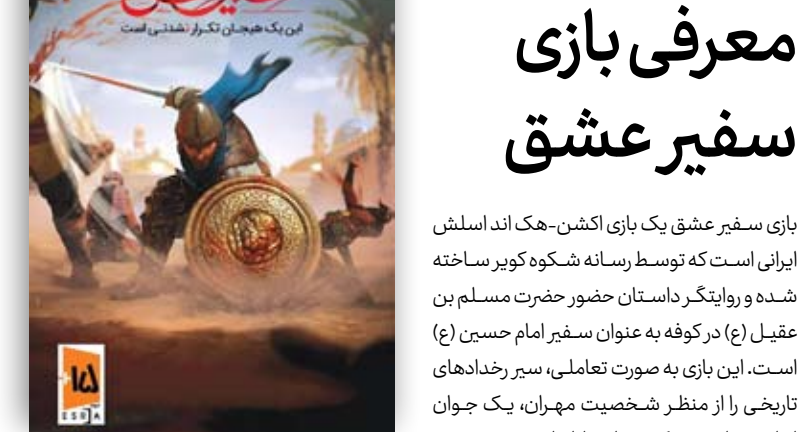 معرفی بازی
سفیر عشق
بازی سفیر عشق یک بازی اکشن-هک اند اسلش
ایرانی است که توسط رسانه شکوه کویر ساخته
شده و روایتگر داستان حضور حضرت مسلم بن
عقیل (ع) در کوفه به عنوان سفیر امام حسین (ع)
است. این بازی به صورت تعاملی، سیر رخدادهای
تاریخی را از منظر شخصیت مهران، یک جوان
این یک هیجان تکرار نشدنی است
+۱۵
ESRA